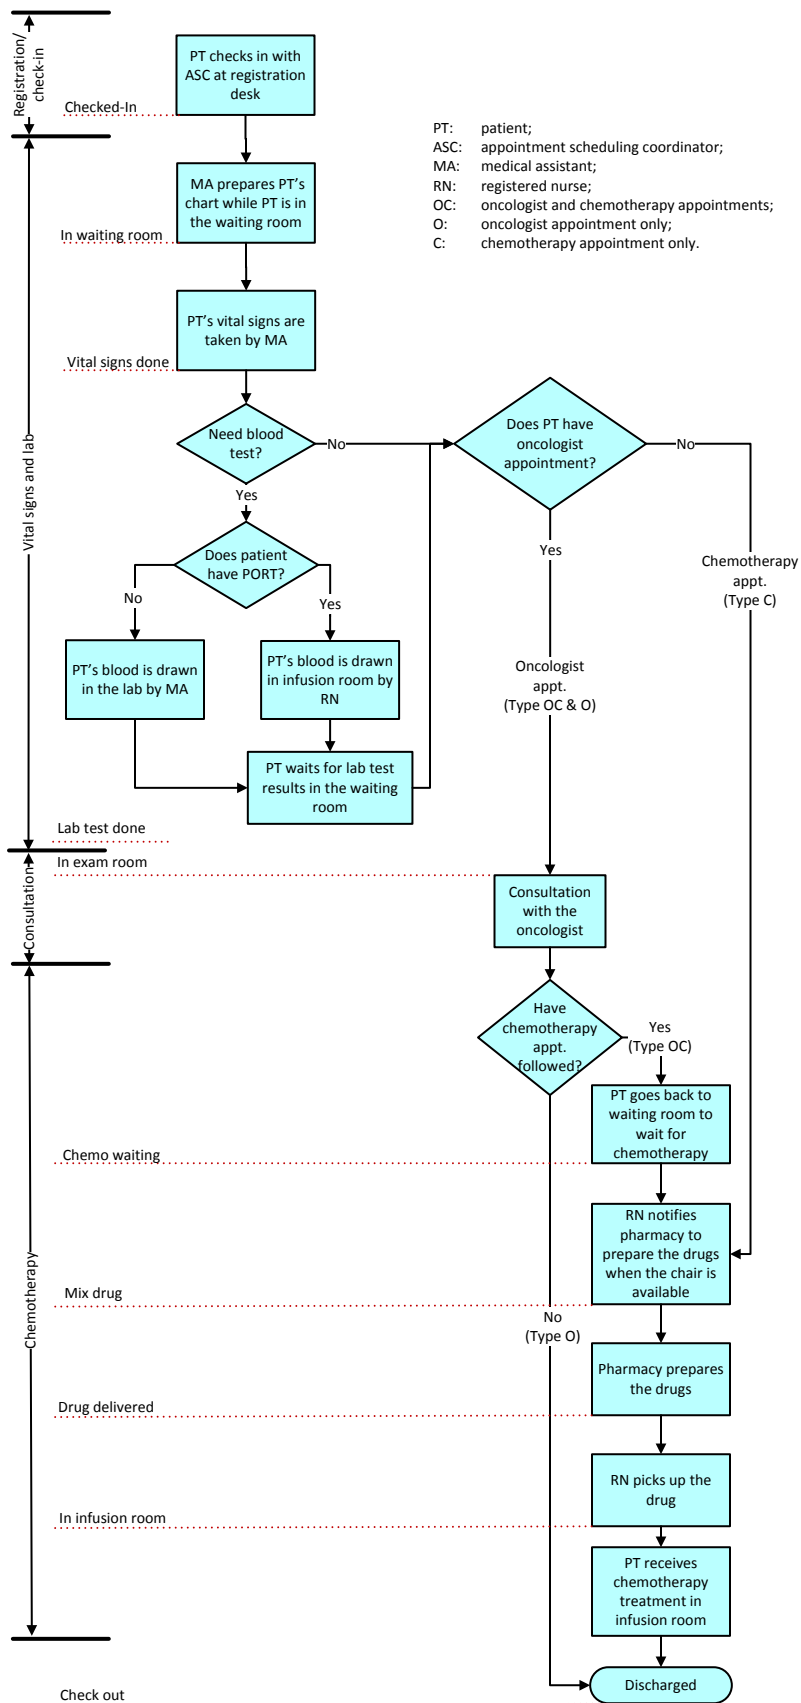 Registration/
check-in
PT checks in with
ASC at registration
desk
Checked-In
PT: patient;
ASC: appointment scheduling coordinator;
MA: medical assistant;
RN: registered nurse;
OC: oncologist and chemotherapy appointments;
O: oncologist appointment only;
C: chemotherapy appointment only.
MA prepares PT's
chart while PT is in
the waiting room
In waiting room
PT's vital signs are
taken by MA
Vital signs done
Vital signs and lab
Need blood
test?
No
Does PT have
oncologist
appointment?
No
Yes
Does patient
have PORT?
Yes
Chemotherapy
appt.
(Type C)
No
Yes
PT's blood is drawn
in the lab by MA
PT's blood is drawn
in infusion room by
RN
Oncologist
appt.
(Type OC & O)
PT waits for lab test
results in the waiting
room
Lab test done
In exam room
Consultation
Consultation
with the
oncologist
Have
chemotherapy
appt.
followed?
Yes
(Type OC)
PT goes back to
waiting room to
wait for
chemotherapy
Chemo waiting
RN notifies
pharmacy to
prepare the drugs
when the chair is
available
Mix drug
Chemotherapy
No
(Type O)
Pharmacy prepares
the drugs
Drug delivered
RN picks up the
drug
In infusion room
PT receives
chemotherapy
treatment in
infusion room
Discharged
Check out